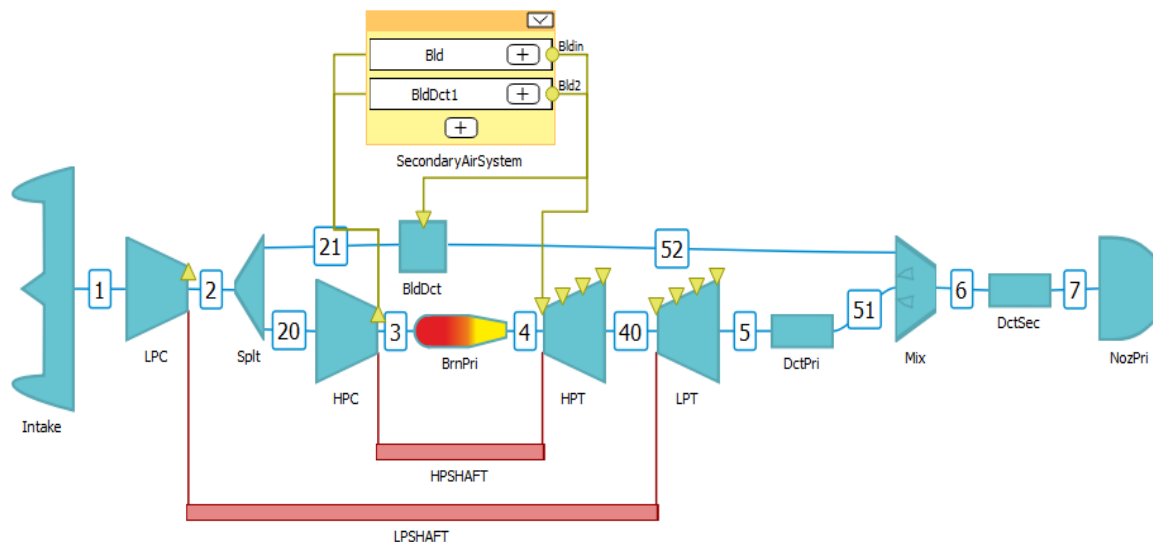 Bld
+
Bldin
BldDct1
+
Bld2
+
SecondaryAirSystem
21
52
BldDct
1
2
6
7
51
20
3
4
40
5
DctSec
LPC
Splt
BrnPri
DctPri
Mix
NozPri
HPC
HPT
LPT
Intake
HPSHAFT
LPSHAFT